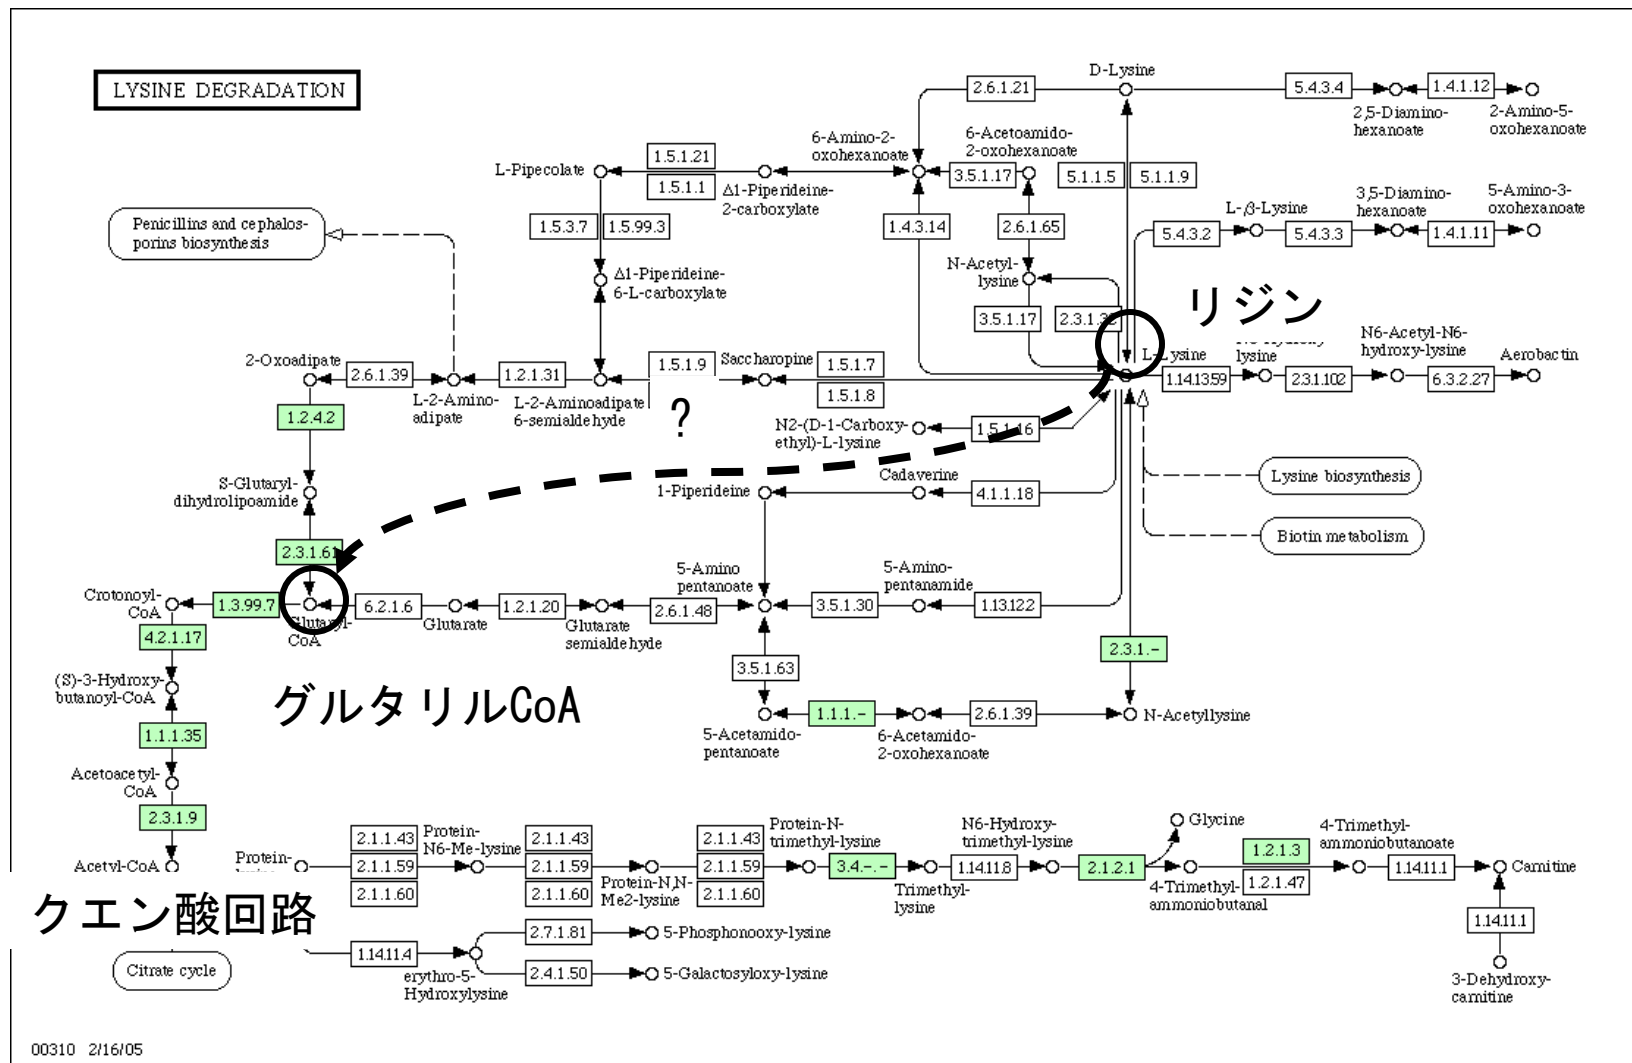 LYSINE DEGRADATION
D-Lysine
2.6.1.21
5.4.3.4
1.4.1.12
2,5-Diamino-
hexanoate
2-Amino-5-
oxohexanoate
6-Amino-2-
oxohexanoate
6-Acetoamido-
2-oxohexanoate
L-Pipecolate
1.5.1.21
1.5.1.1
Δ1-Piperideine-
2-carboxylate
3.5.1.17
5.1.1.5
5.1.1.9
Penicillins and cephalos-
porins biosynthesis
1.5.3.7
1.5.99.3
1.4.3.14
2.6.1.65
L-β-Lysine
3,5-Diamino-
hexanoate
5-Amino-3-
oxohexanoate
5.4.3.2
5.4.3.3
1.4.1.11
Δ1-Piperideine-
6-L-carboxylate
N-Acetyl-
lysine
3.5.1.17
リジン
2-Oxoadipate
2.6.1.39
L-2-Amino-
adipate
1.2.1.31
L-2-Aminoadipate
6-semialdehyde
1.5.1.9
Saccharopine
1.5.1.7
1.5.1.8
L-Lysine
lysine
1.14.13.59
N6-Acetyl-N6-
hydroxy-lysine
2.3.1.102
6.3.2.27
Aerobactin
1.2.4.2
?
N2-(D-1-Carboxy-
ethyl)-L-lysine
1.5.1.16
S-Glutaryl-
dihydrolipoamide
1-Piperideine
Cadaverine
4.1.1.18
Lysine biosynthesis
Biotin metabolism
2.3.1.61
Crotonoyl-
CoA
1.3.99.7
Glutaryl-
CoA
6.2.1.6
Glutarate
1.2.1.20
Glutarate
semialdehyde
2.6.1.48
5-Amino
pentanoate
3.5.1.30
5-Amino-
pentanamide
1.13.12.2
4.2.1.17
(S)-3-Hydroxy-
butanoyl-CoA
グルタリルCoA
3.5.1.63
2.3.1.-
1.1.1.35
5-Acetamido-
pentanoate
1.1.1.-
6-Acetamido-
2-oxohexanoate
2.6.1.39
N-Acetyllysine
Acetoacetyl-
CoA
2.3.1.9
Acetyl-CoA
Protein-
2.1.1.43
2.1.1.59
2.1.1.60
Protein-
N6-Me-lysine
2.1.1.43
2.1.1.59
2.1.1.60
Protein-N,N-
Me2-lysine
2.1.1.43
2.1.1.59
2.1.1.60
Protein-N-
trimethyl-lysine
3.4.-.-
Trimethyl-
lysine
1.14.11.8
N6-Hydroxy-
trimethyl-lysine
2.1.2.1
Glycine
4-Trimethyl-
ammoniobutanal
1.2.1.3
1.2.1.47
4-Trimethyl-
ammoniobutanoate
1.14.11.1
Carnitine
クエン酸回路
Citrate cycle
1.14.11.4
erythro-5-
Hydroxylysine
2.7.1.81
5-Phosphonooxy-lysine
2.4.1.50
5-Galactosyloxy-lysine
1.14.11.1
3-Dehydroxy-
carnitine
00310 2/16/05